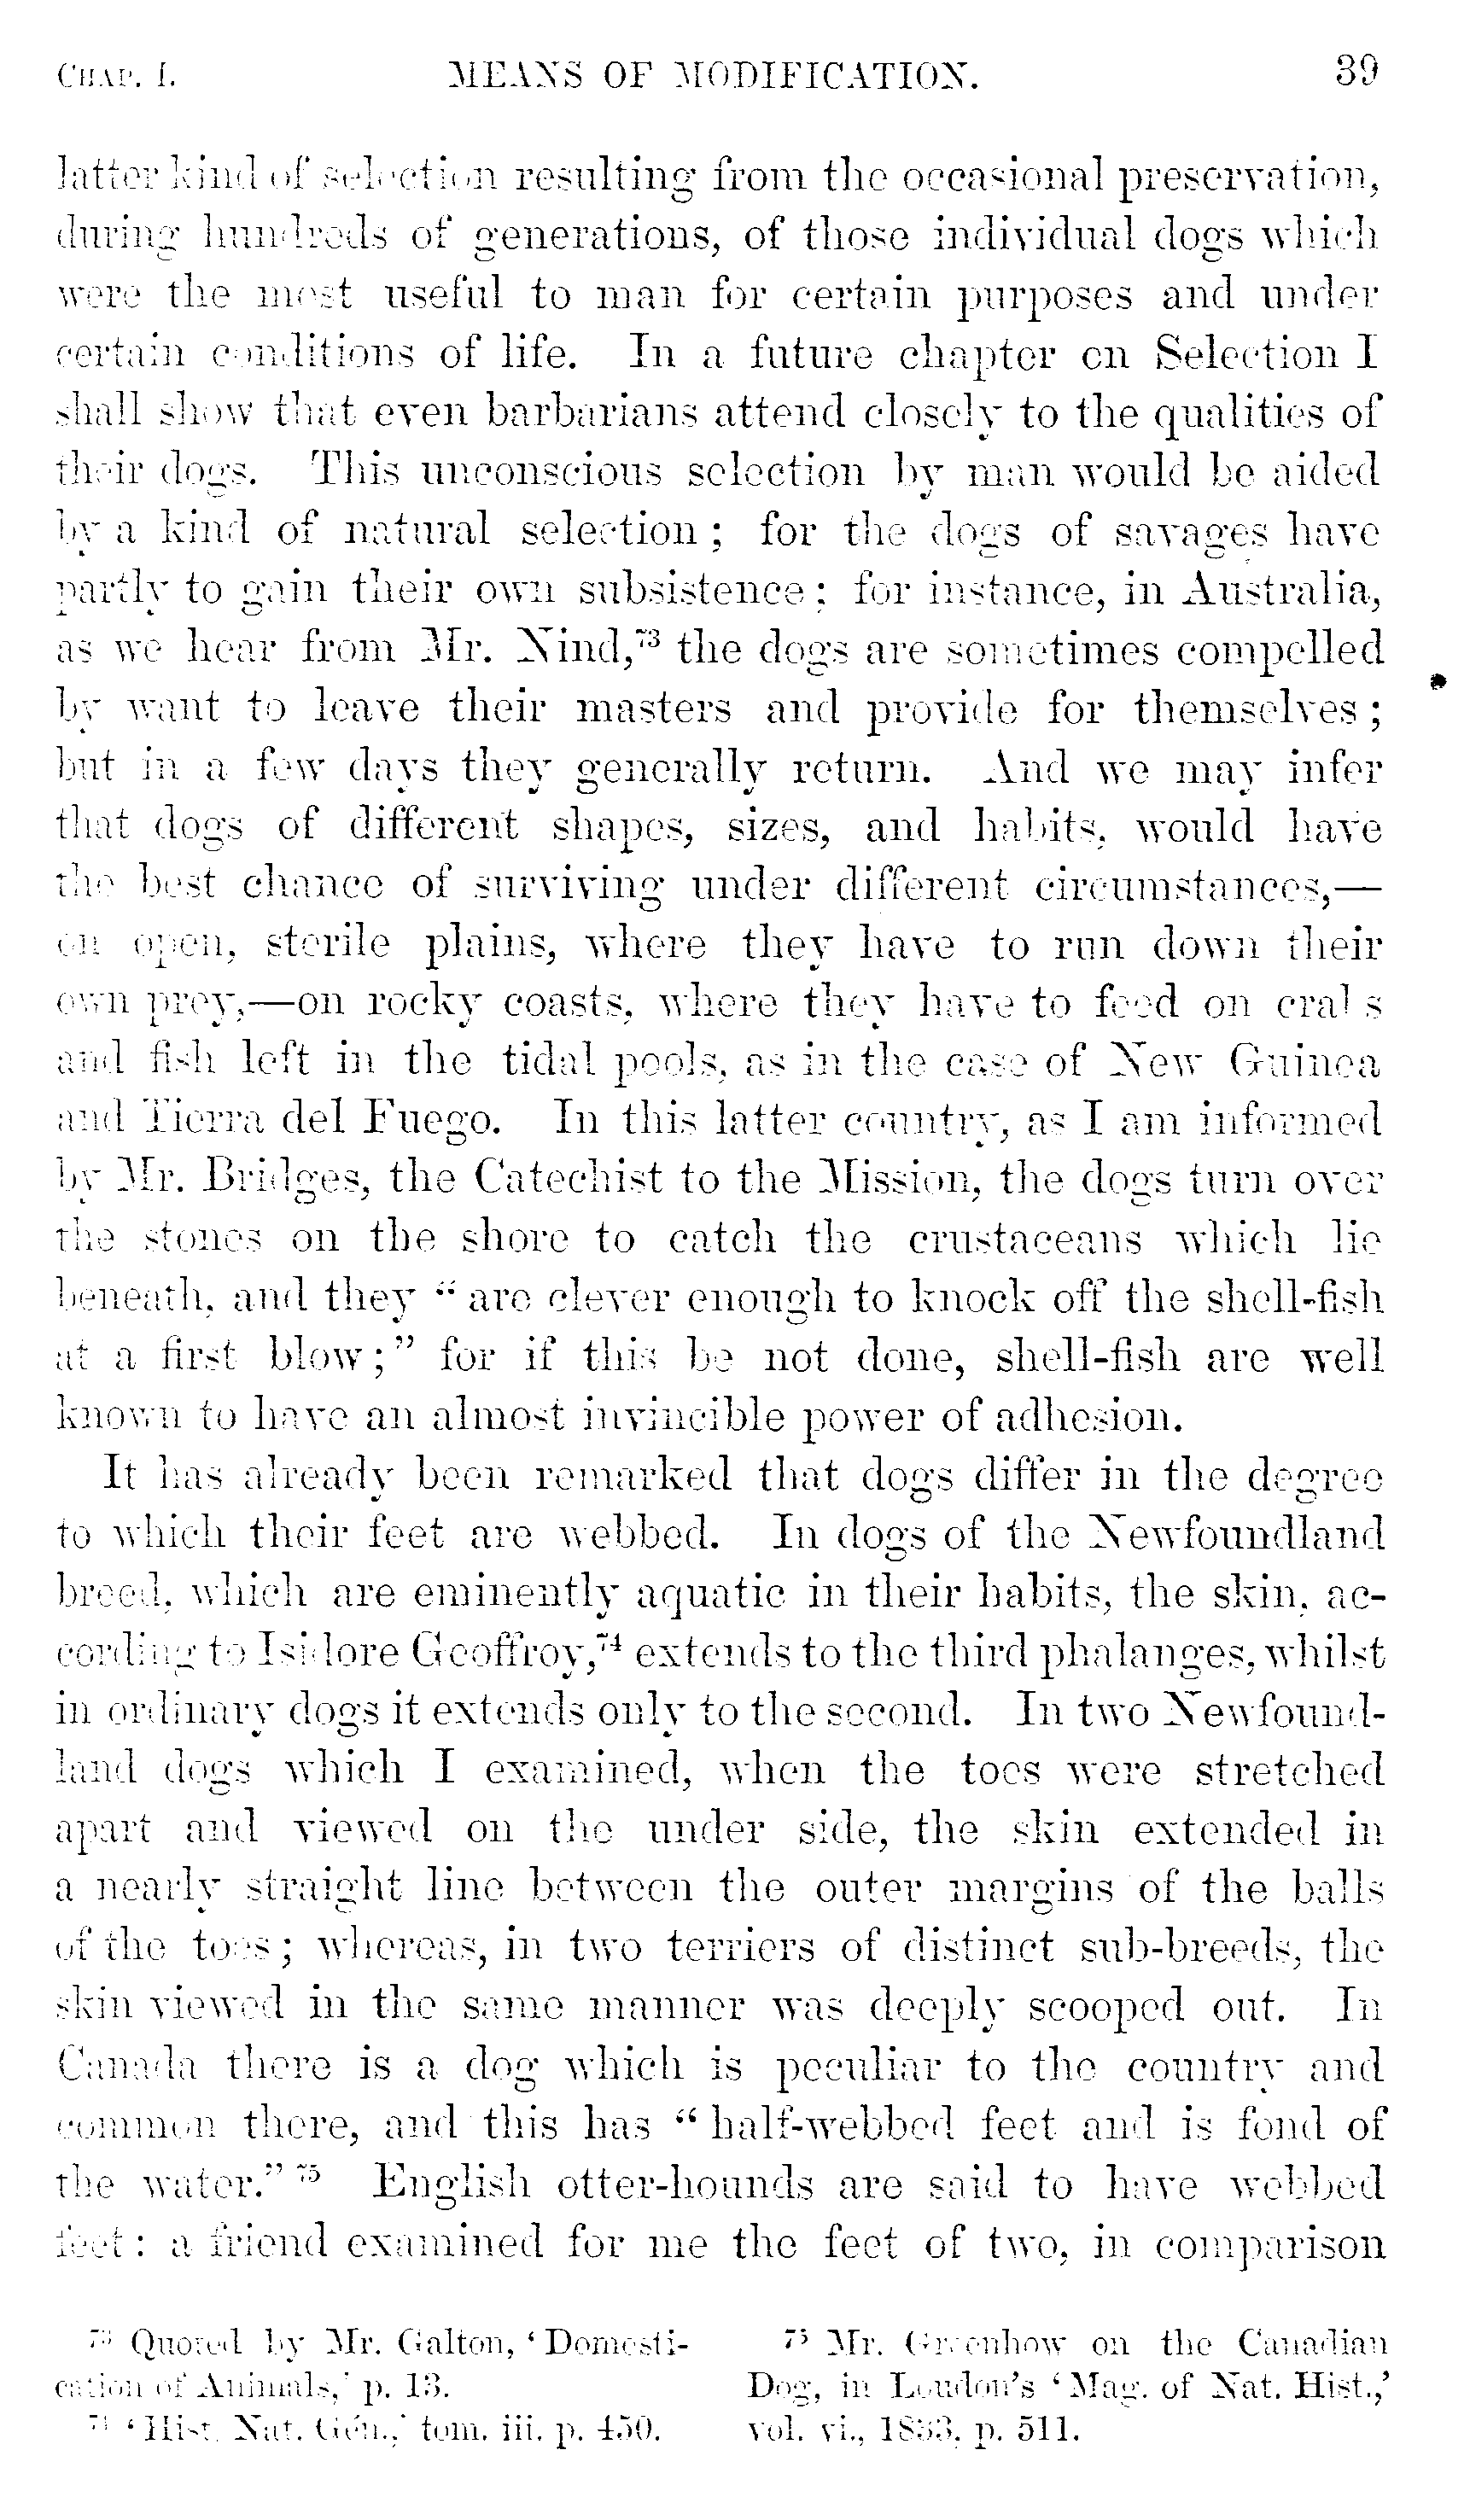 CHAP. I. MEANS OF MODIFICATION. 39
latter kind of selection resulting from the occasional preservation,
during hundreds of generations, of those individual dogs which
were the most useful to man for certain purposes and under
certain conditions of life. In a future chapter on Selection I
shall show that even barbarians attend closely to the qualities of
their dogs. This unconscious selection by man would be aided
by a kind of natural selection; for the dogs of savages have
partly to gain their own subsistence; for instance, in Australia,
as we hear from Mr. Nind,⁷³ the dogs are sometimes compelled
by want to leave their masters and provide for themselves;
but in a few days they generally return. And we may infer
that dogs of different shapes, sizes, and habits, would have
the best chance of surviving under different circumstances,—
on open, sterile plains, where they have to run down their
own prey,—on rocky coasts, where they have to feed on crabs
and fish left in the tidal pools, as in the case of New Guinea
and Tierra del Fuego. In this latter country, as I am informed
by Mr. Bridges, the Catechist to the Mission, the dogs turn over
the stones on the shore to catch the crustaceans which lie
beneath, and they “are clever enough to knock off the shell-fish
at a first blow;” for if this be not done, shell-fish are well
known to have an almost invincible power of adhesion.
It has already been remarked that dogs differ in the degree
to which their feet are webbed. In dogs of the Newfoundland
breed, which are eminently aquatic in their habits, the skin, ac-
cording to Isidore Geoffroy,⁷⁴ extends to the third phalanges, whilst
in ordinary dogs it extends only to the second. In two Newfound-
land dogs which I examined, when the toes were stretched
apart and viewed on the under side, the skin extended in
a nearly straight line between the outer margins of the balls
of the toes; whereas, in two terriers of distinct sub-breeds, the
skin viewed in the same manner was deeply scooped out. In
Canada there is a dog which is peculiar to the country and
common there, and this has “half-webbed feet and is fond of
the water.”⁷⁵ English otter-hounds are said to have webbed
feet: a friend examined for me the feet of two, in comparison
⁷³ Quoted by Mr. Galton, ‘Domesti-
cation of Animals,’ p. 13.
⁷⁴ ‘Hist. Nat. Gén.,’ tom. iii. p. 450.
⁷⁵ Mr. Greenhow on the Canadian
Dog, in Loudon’s ‘Mag. of Nat. Hist.,’
vol. vi., 1833, p. 511.